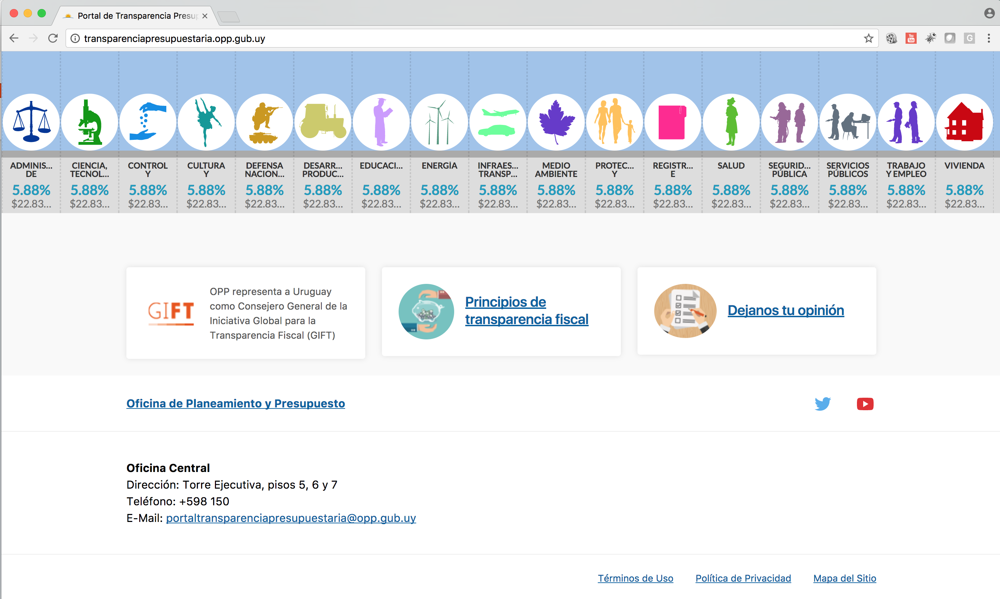 Portal de Transparencia Presup
transparenciapresupuestaria.opp.gub.uy
You
Tube
G
ADMINIS...
DE
5.88%
$22.83...
CIENCIA,
TECNOL...
5.88%
$22.83...
CONTROL
Y
5.88%
$22.83...
CULTURA
Y
5.88%
$22.83...
DEFENSA
NACION...
5.88%
$22.83...
DESARR...
PRODUC...
5.88%
$22.83...
EDUCACI...
5.88%
$22.83...
ENERGÍA
5.88%
$22.83...
INFRAES...
TRANSP...
5.88%
$22.83...
MEDIO
AMBIENTE
5.88%
$22.83...
PROTEC...
Y
5.88%
$22.83...
REGISTR...
E
5.88%
$22.83...
SALUD
5.88%
$22.83...
SEGURID...
PÚBLICA
5.88%
$22.83...
SERVICIOS
PÚBLICOS
5.88%
$22.83...
TRABAJO
Y EMPLEO
5.88%
$22.83...
VIVIENDA
5.88%
$22.83...
GIFT
OPP representa a Uruguay
como Consejero General de la
Iniciativa Global para la
Transparencia Fiscal (GIFT)
Principios de
transparencia fiscal
Dejanos tu opinión
Oficina de Planeamiento y Presupuesto
Oficina Central
Dirección: Torre Ejecutiva, pisos 5, 6 y 7
Teléfono: +598 150
E-Mail: portaltransparenciapresupuestaria@opp.gub.uy
Términos de Uso
Política de Privacidad
Mapa del Sitio